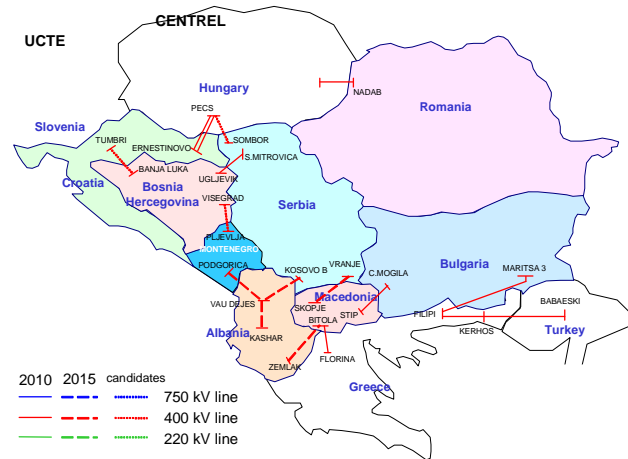 CENTREL
UCTE
Hungary
NADAB
PECS
Romania
Slovenia
TUMBRI
ERNESTINOVO
SOMBOR
S.MITROVICA
BANJA LUKA
UGLJEVIK
Croatia
Bosnia
Hercegovina
VISEGRAD
Serbia
PLJEVLJA
MONTENEGRO
PODGORICA
KOSOVO B
VRANJE
C.MOGILA
Bulgaria
MARITSA 3
VAU DEJES
Macedonia
SKOPJE
STIP
BITOLA
FILIPI
BABAESKI
KERHOS
Turkey
Albania
KASHAR
ZEMLAK
FLORINA
Greece
2010 2015 candidates
750 kV line
400 kV line
220 kV line